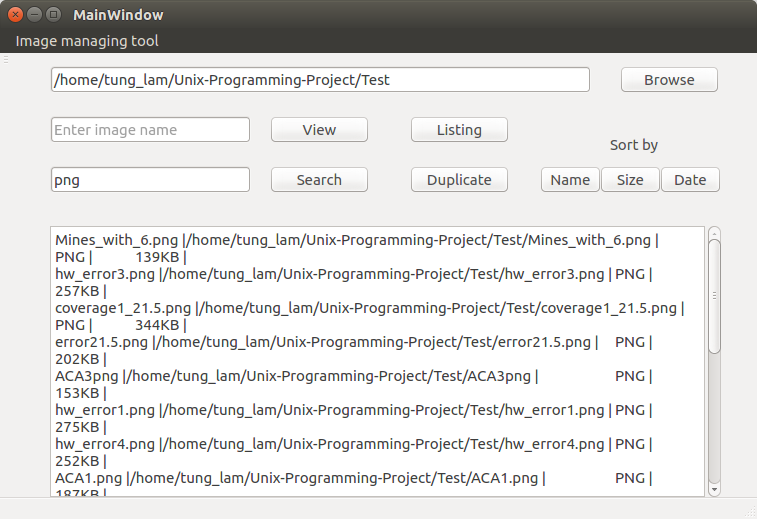 MainWindow
Image managing tool
/home/tung_lam/Unix-Programming-Project/Test Browse
Enter image name View Listing
Sort by
png Search Duplicate Name Size Date
Mines_with_6.png |/home/tung_lam/Unix-Programming-Project/Test/Mines_with_6.png |
PNG | 139KB |
hw_error3.png |/home/tung_lam/Unix-Programming-Project/Test/hw_error3.png | PNG |
257KB |
coverage1_21.5.png |/home/tung_lam/Unix-Programming-Project/Test/coverage1_21.5.png |
PNG | 344KB |
error21.5.png |/home/tung_lam/Unix-Programming-Project/Test/error21.5.png | PNG |
202KB |
ACA3png |/home/tung_lam/Unix-Programming-Project/Test/ACA3png | PNG |
153KB |
hw_error1.png |/home/tung_lam/Unix-Programming-Project/Test/hw_error1.png | PNG |
275KB |
hw_error4.png |/home/tung_lam/Unix-Programming-Project/Test/hw_error4.png | PNG |
252KB |
ACA1.png |/home/tung_lam/Unix-Programming-Project/Test/ACA1.png | PNG |
187KB |